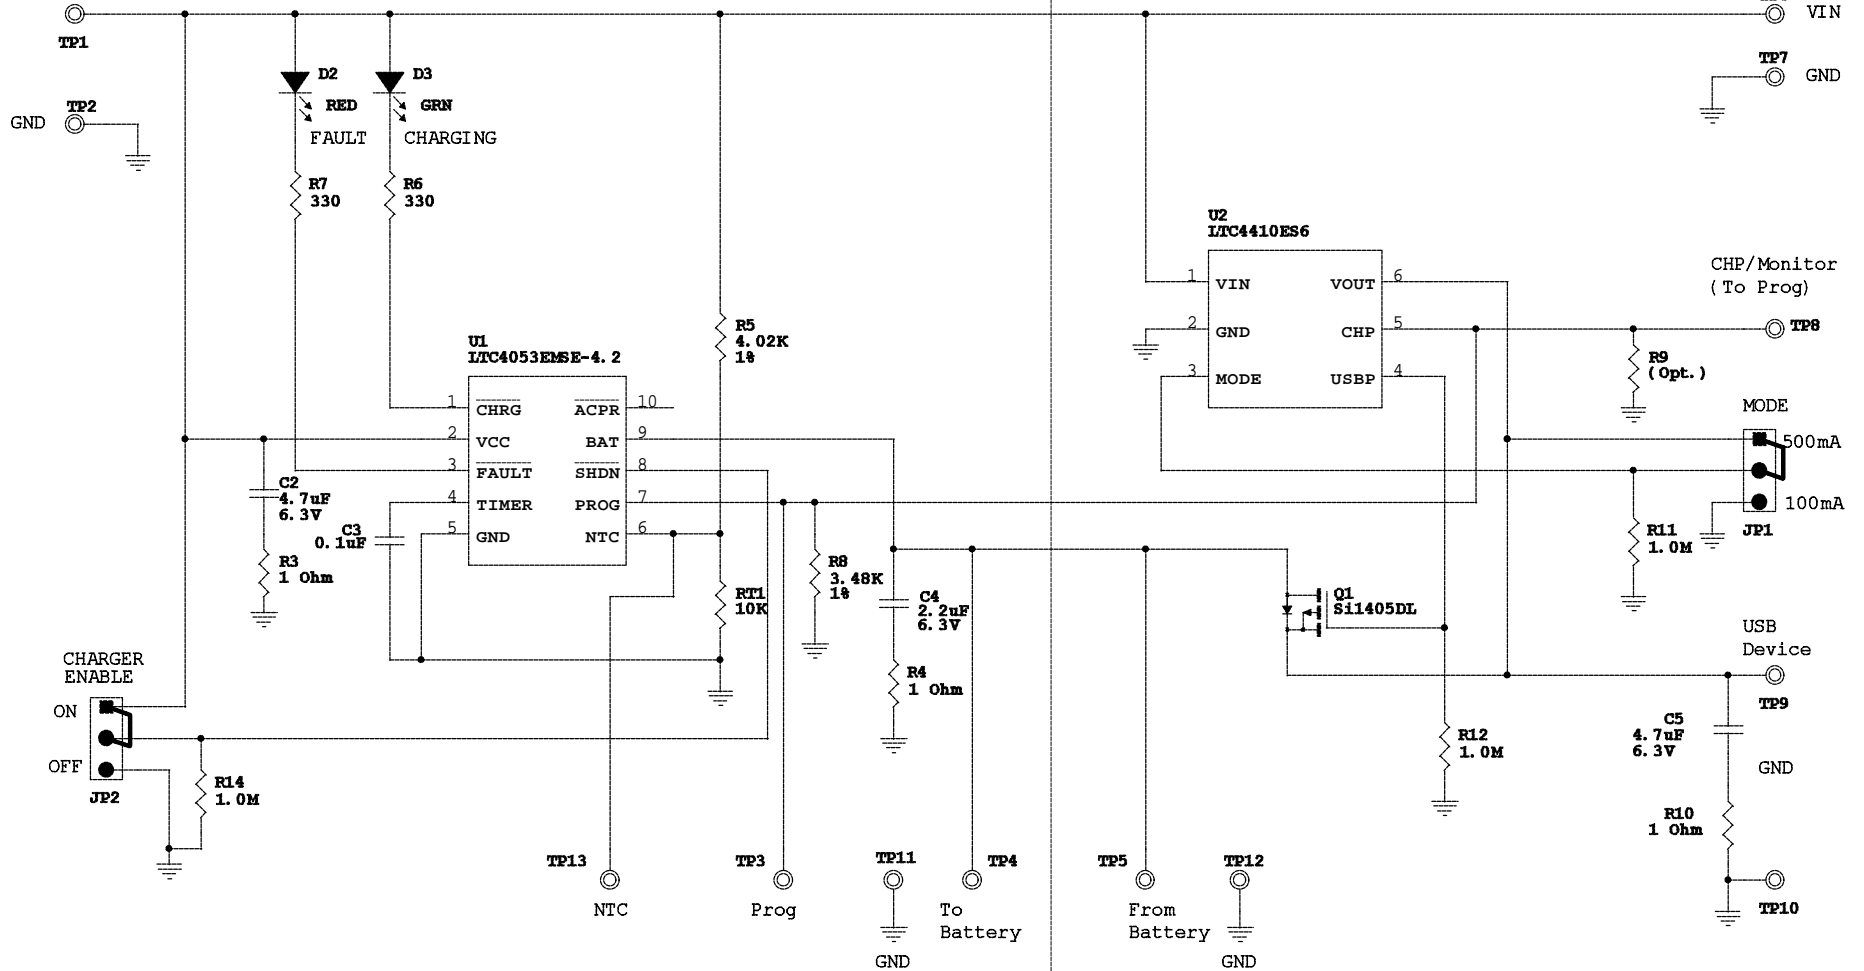 VIN
TP1
TP7
GND
D2
RED
FAULT
D3
GRN
CHARGING
TP2
GND
R7
330
R6
330
U2
LTC4410ES6
1
VIN
VOUT
6
2
GND
CHP
5
3
MODE
USBP
4
CHP/Monitor
(To Prog)
TP8
R9
(Opt.)
MODE
500mA
100mA
JP1
R5
4.02K
1%
U1
LTC4053EMSE-4.2
1
CHRG
ACPR
10
2
VCC
BAT
9
3
FAULT
SHDN
8
4
TIMER
PROG
7
5
GND
NTC
6
C2
4.7uF
6.3V
C3
0.1uF
R3
1 Ohm
RT1
10K
R8
3.48K
1%
C4
2.2uF
6.3V
R4
1 Ohm
R11
1.0M
Q1
Si1405DL
USB
Device
TP9
CHARGER
ENABLE
ON
OFF
JP2
R14
1.0M
R12
1.0M
C5
4.7uF
6.3V
GND
R10
1 Ohm
TP10
TP13
NTC
TP3
Prog
TP11
GND
TP4
To
Battery
TP5
From
Battery
TP12
GND